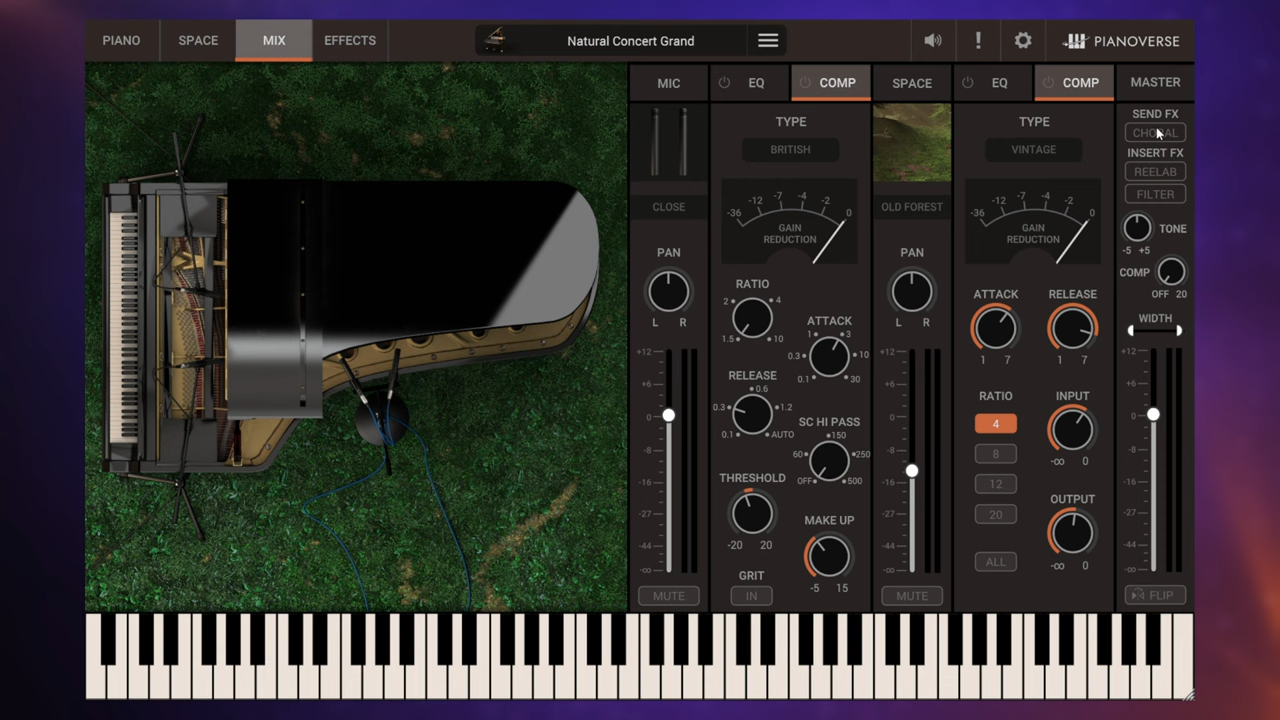 PIANO SPACE MIX EFFECTS Natural Concert Grand ! PIANOVERSE
MIC EQ COMP SPACE EQ COMP MASTER
CLOSE
PAN
L R
+12
+6
0
-8
-16
-27
-44
-∞
MUTE
TYPE
BRITISH
-36 -12 -7 -4 -2 0
GAIN
REDUCTION
RATIO
2 4
1.5 10
ATTACK
1 3
0.3 10
0.1 30
RELEASE
0.6
0.3 1.2
0.1 AUTO
SC HI PASS
150
60 250
OFF 500
THRESHOLD
-20 20
MAKE UP
-5 15
GRIT
IN
OLD FOREST
PAN
L R
+12
+6
0
-8
-16
-27
-44
-∞
MUTE
TYPE
VINTAGE
-36 -12 -7 -4 -2 0
GAIN
REDUCTION
ATTACK RELEASE
1 7 1 7
RATIO INPUT
4
8
-∞ 0
12
20
OUTPUT
-∞ 0
ALL
SEND FX
CHORAL
INSERT FX
REELAB
FILTER
TONE
-5 +5
COMP
OFF 20
WIDTH
+12
+6
0
-8
-16
-27
-44
-∞
FLIP